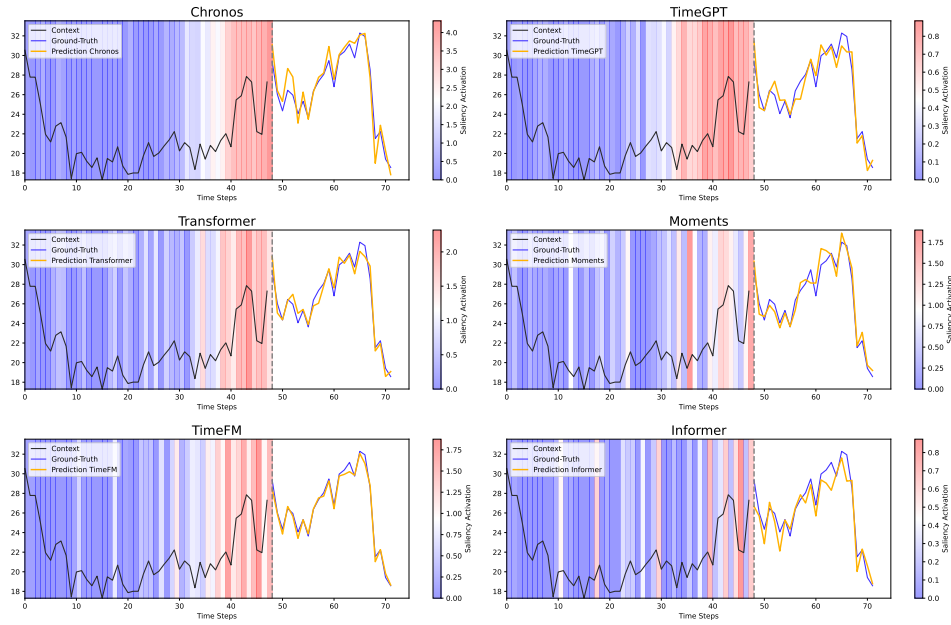 Chronos
32
30
28
26
24
22
20
18
Context
Ground-Truth
Prediction Chronos
0 10 20 30 40 50 60 70
Time Steps
4.0
3.5
3.0
2.5
2.0
1.5
1.0
0.5
0.0
Saliency Activation
TimeGPT
32
30
28
26
24
22
20
18
Context
Ground-Truth
Prediction TimeGPT
0 10 20 30 40 50 60 70
Time Steps
0.8
0.7
0.6
0.5
0.4
0.3
0.2
0.1
0.0
Saliency Activation
Transformer
32
30
28
26
24
22
20
18
Context
Ground-Truth
Prediction Transformer
0 10 20 30 40 50 60 70
Time Steps
2.0
1.5
1.0
0.5
0.0
Saliency Activation
Moments
32
30
28
26
24
22
20
18
Context
Ground-Truth
Prediction Moments
0 10 20 30 40 50 60 70
Time Steps
1.75
1.50
1.25
1.00
0.75
0.50
0.25
0.00
Saliency Activation
TimeFM
32
30
28
26
24
22
20
18
Context
Ground-Truth
Prediction TimeFM
0 10 20 30 40 50 60 70
Time Steps
1.75
1.50
1.25
1.00
0.75
0.50
0.25
0.00
Saliency Activation
Informer
32
30
28
26
24
22
20
18
Context
Ground-Truth
Prediction Informer
0 10 20 30 40 50 60 70
Time Steps
0.8
0.7
0.6
0.5
0.4
0.3
0.2
0.1
0.0
Saliency Activation